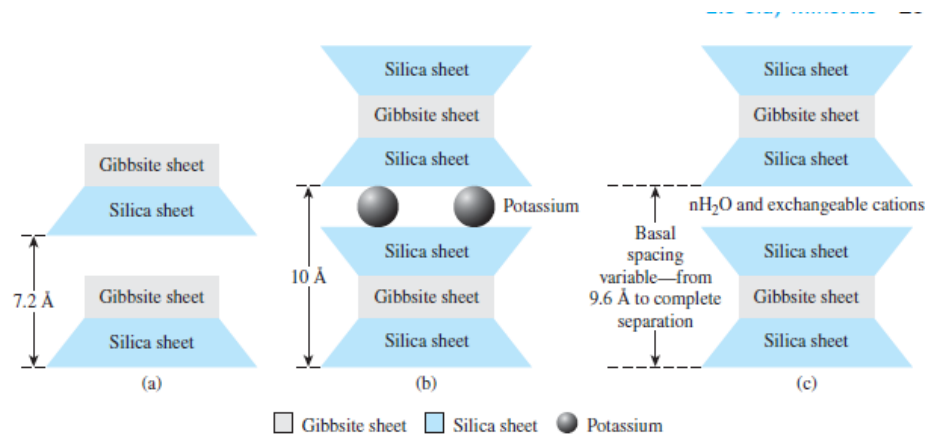 Silica sheet
Gibbsite sheet
Silica sheet
Gibbsite sheet
Silica sheet
7.2 Å
Gibbsite sheet
Silica sheet
(a)
Potassium
10 Å
Silica sheet
Gibbsite sheet
Silica sheet
(b)
Silica sheet
Gibbsite sheet
Silica sheet
nH₂O and exchangeable cations
Basal
spacing
variable—from
9.6 Å to complete
separation
Silica sheet
Gibbsite sheet
Silica sheet
(c)
Gibbsite sheet Silica sheet Potassium